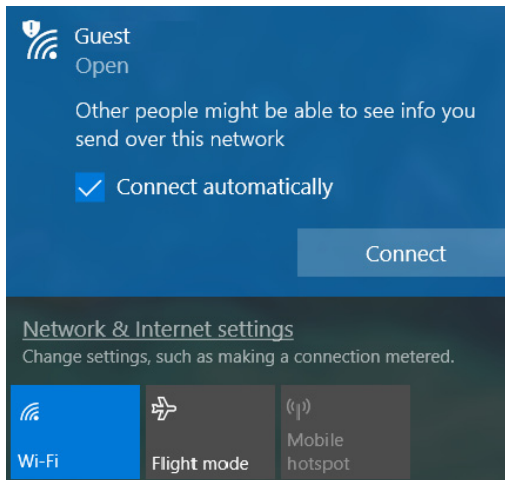 Guest
Open
Other people might be able to see info you
send over this network
Connect automatically
Connect
Network & Internet settings
Change settings, such as making a connection metered.
Wi-Fi
Flight mode
Mobile
hotspot